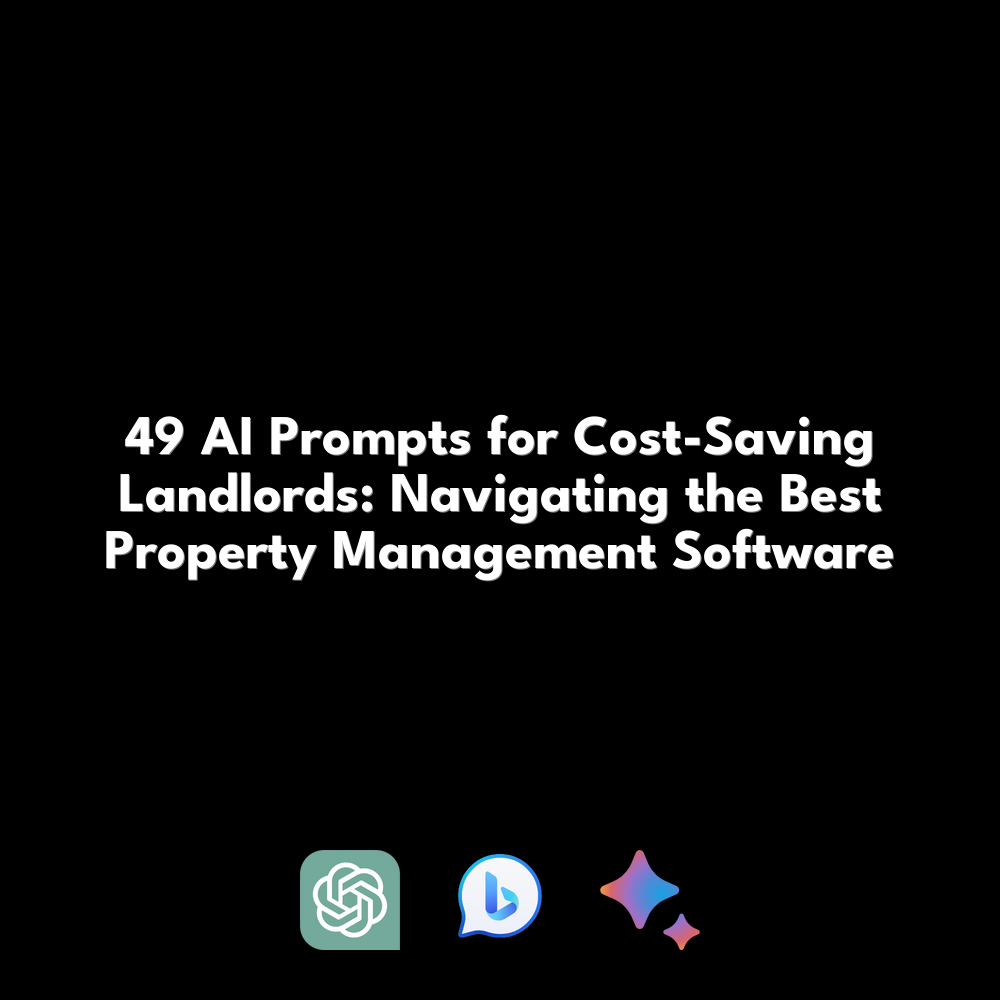 49 AI Prompts for Cost-Saving
Landlords: Navigating the Best
Property Management Software